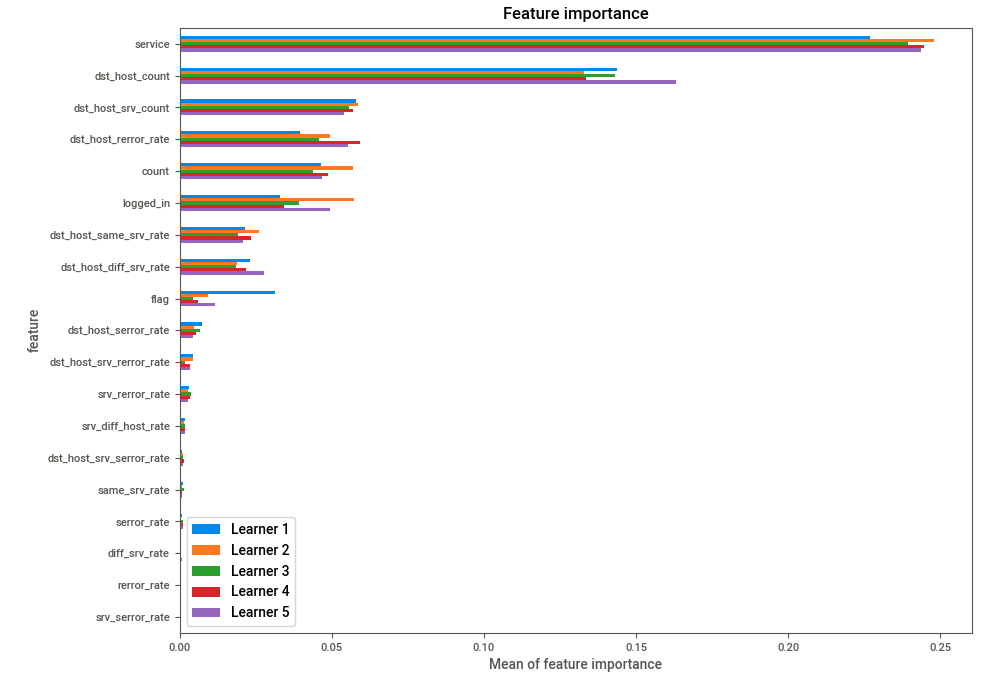 Feature importance
service
dst_host_count
dst_host_srv_count
dst_host_rerror_rate
count
logged_in
dst_host_same_srv_rate
dst_host_diff_srv_rate
flag
dst_host_serror_rate
dst_host_srv_rerror_rate
srv_rerror_rate
srv_diff_host_rate
dst_host_srv_serror_rate
same_srv_rate
serror_rate
diff_srv_rate
rerror_rate
srv_serror_rate
feature
Learner 1
Learner 2
Learner 3
Learner 4
Learner 5
0.00 0.05 0.10 0.15 0.20 0.25
Mean of feature importance